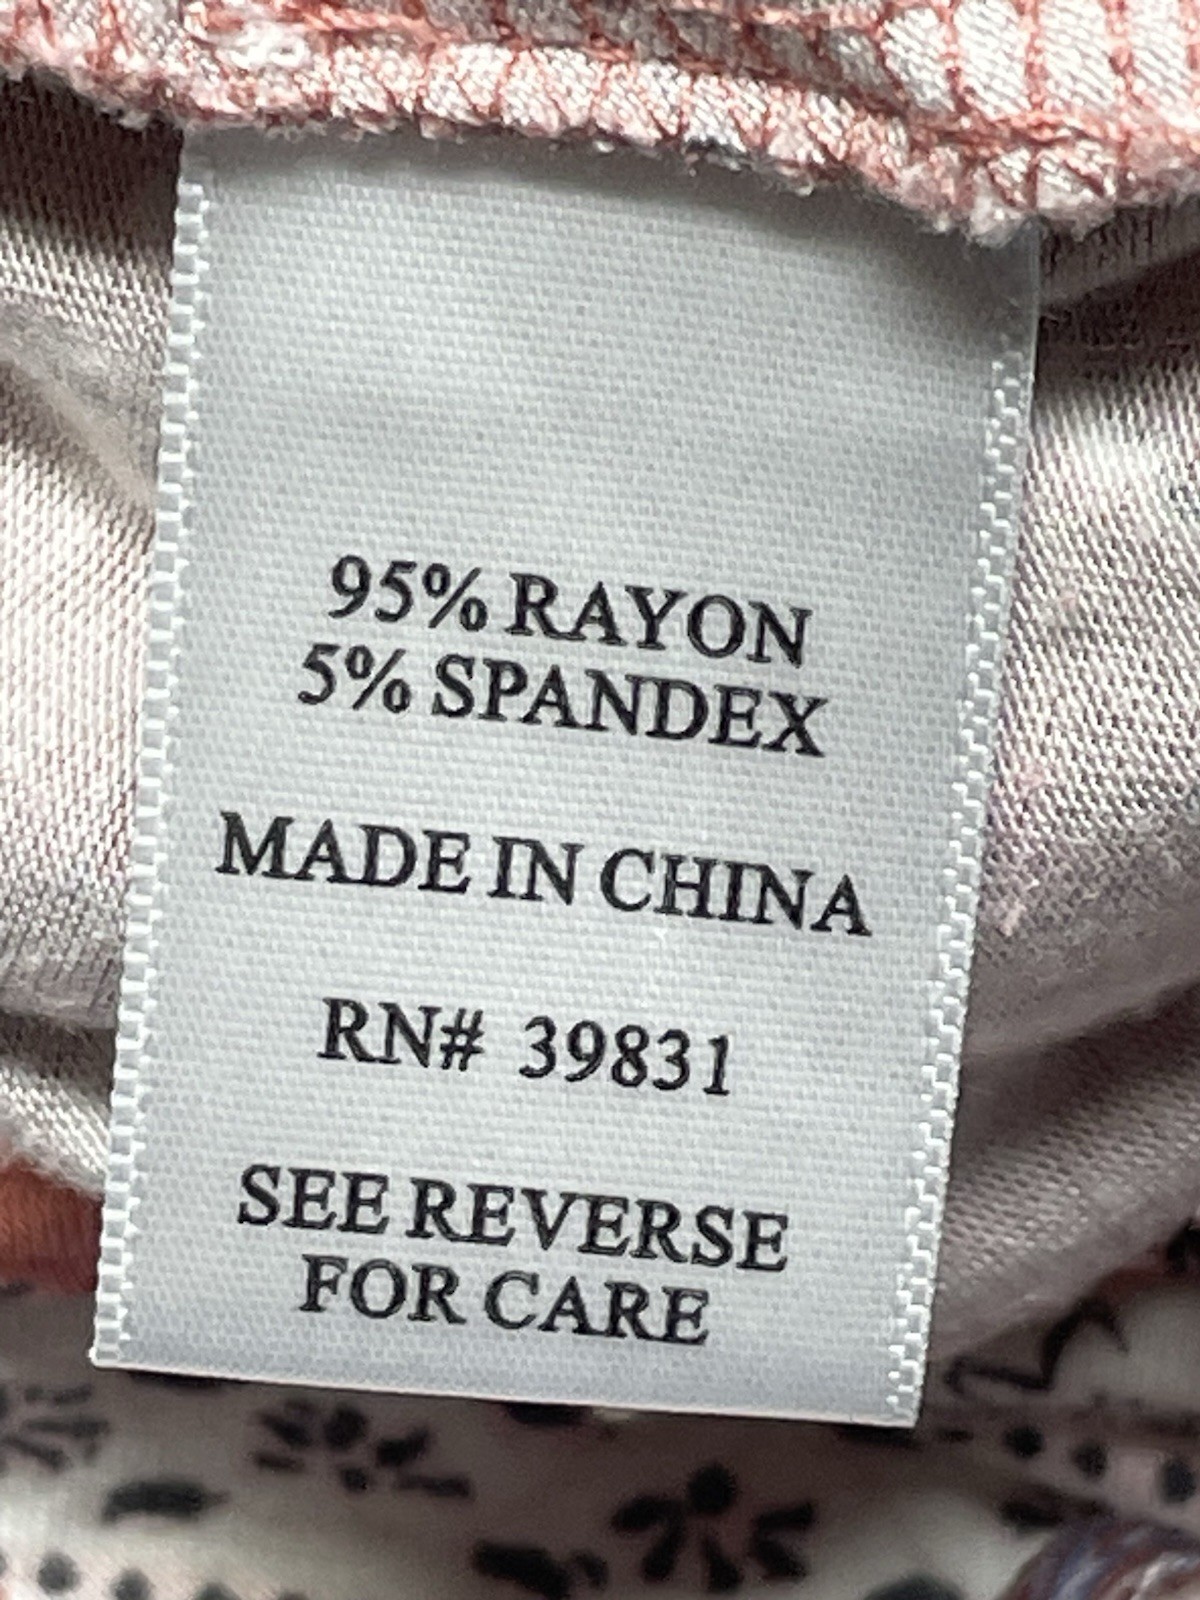 95% RAYON
5% SPANDEX
MADE IN CHINA
RN# 39831
SEE REVERSE
FOR CARE